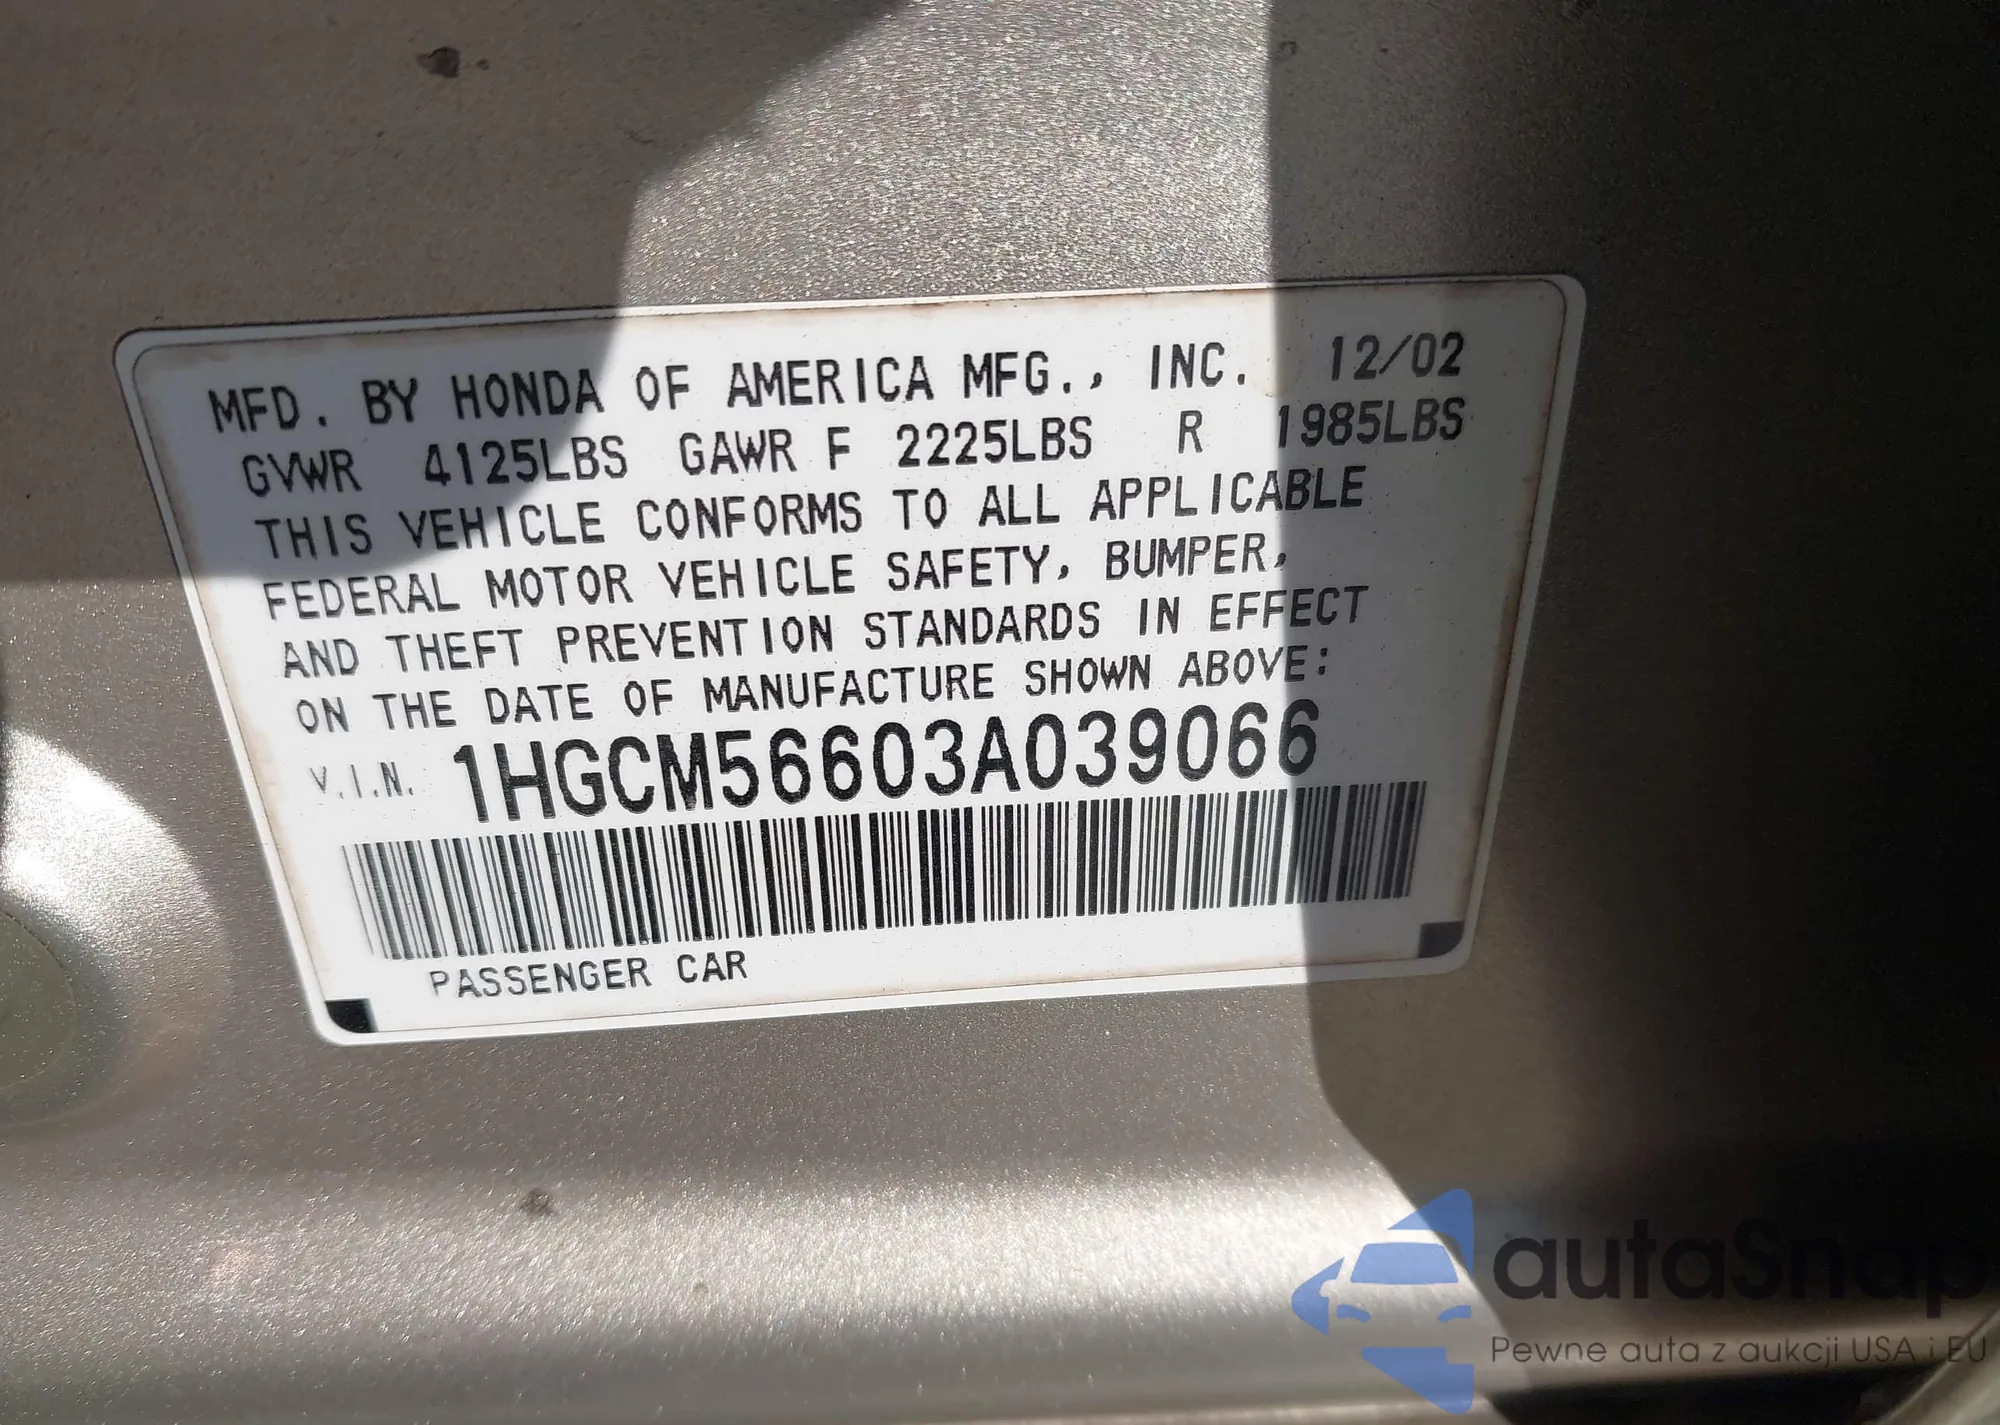 MFD. BY HONDA OF AMERICA MFG., INC. 12/02
GVWR 4125LBS GAWR F 2225LBS R 1985LBS
THIS VEHICLE CONFORMS TO ALL APPLICABLE
FEDERAL MOTOR VEHICLE SAFETY, BUMPER,
AND THEFT PREVENTION STANDARDS IN EFFECT
ON THE DATE OF MANUFACTURE SHOWN ABOVE:
V.I.N. 1HGCM56603A039066
PASSENGER CAR
autaSnap
Pewne auta z aukcji USA i EU